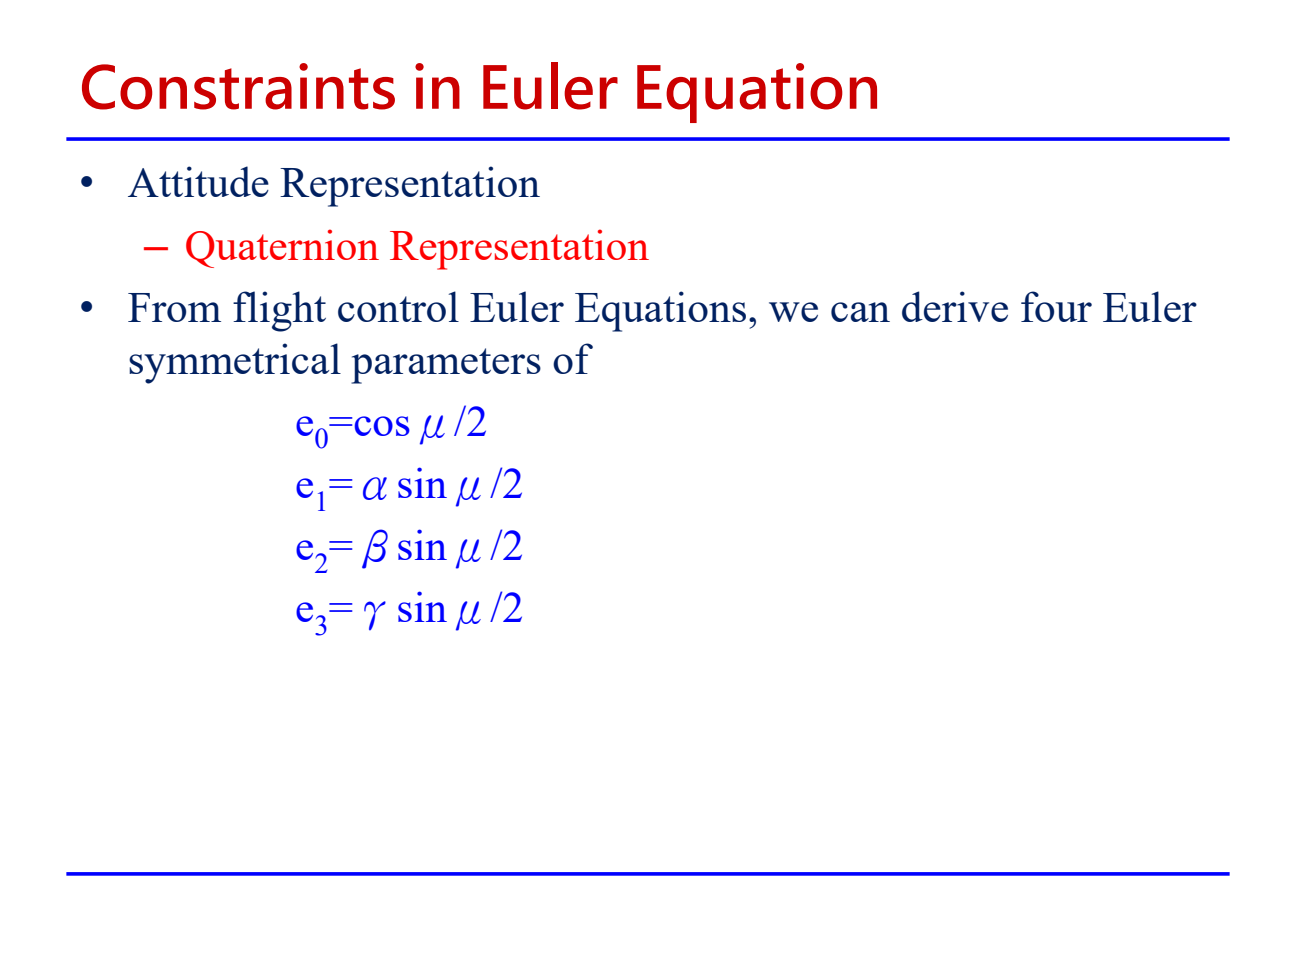 Constraints in Euler Equation
• Attitude Representation
– Quaternion Representation
• From flight control Euler Equations, we can derive four Euler
symmetrical parameters of
e₀=cos μ/2
e₁= α sin μ/2
e₂= β sin μ/2
e₃= γ sin μ/2